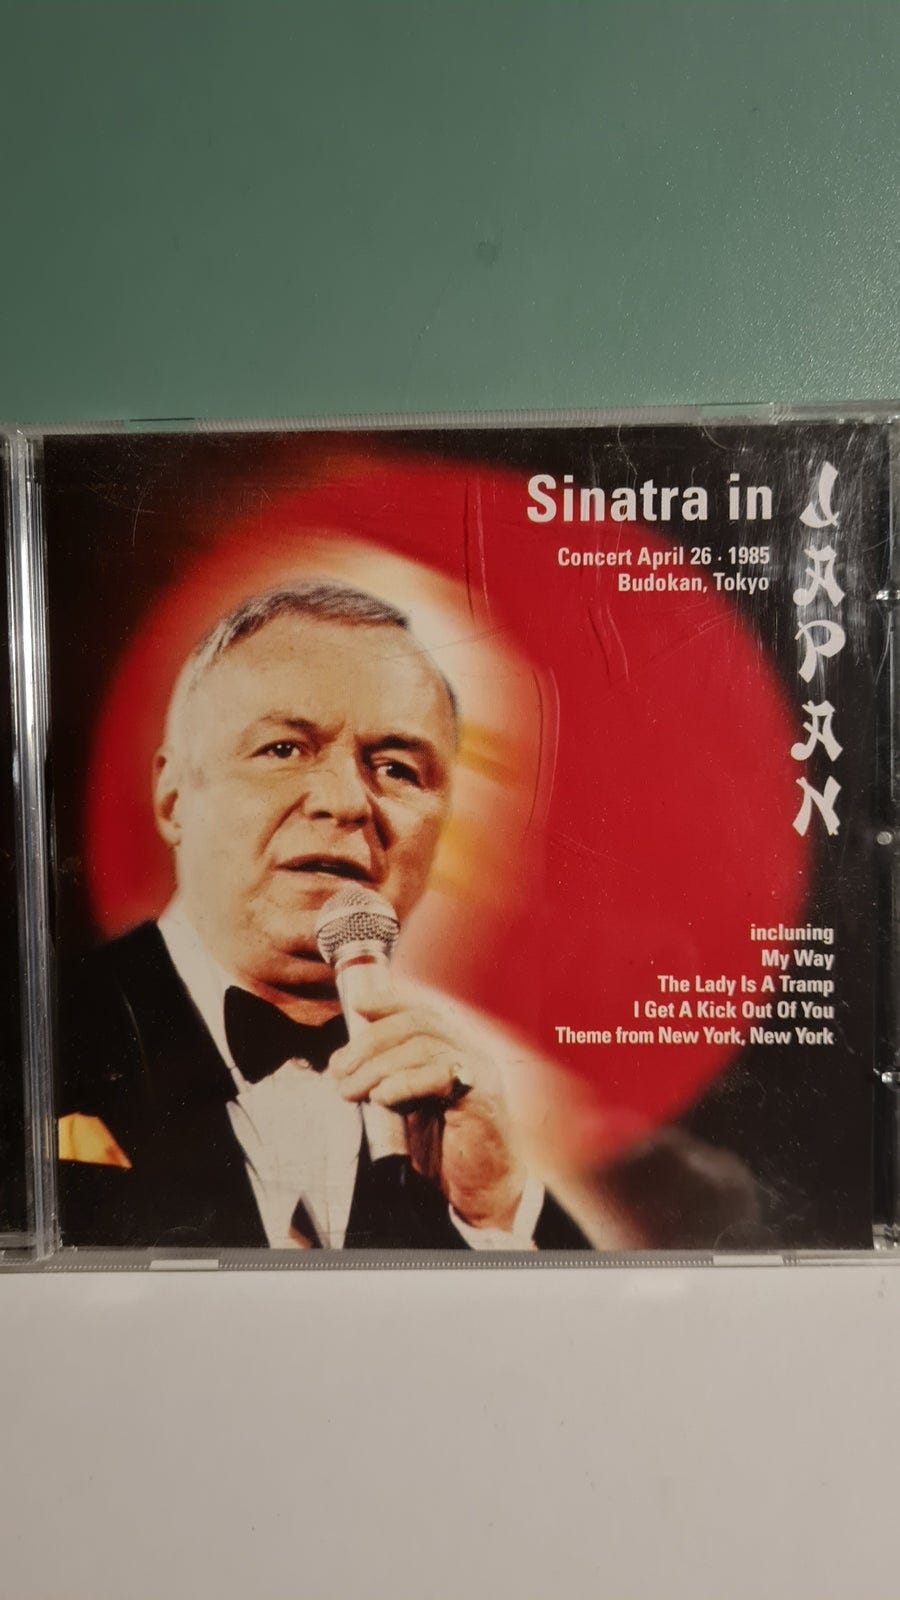 Sinatra in
JAPAN
Concert April 26 · 1985
Budokan, Tokyo
incluning
My Way
The Lady Is A Tramp
I Get A Kick Out Of You
Theme from New York, New York